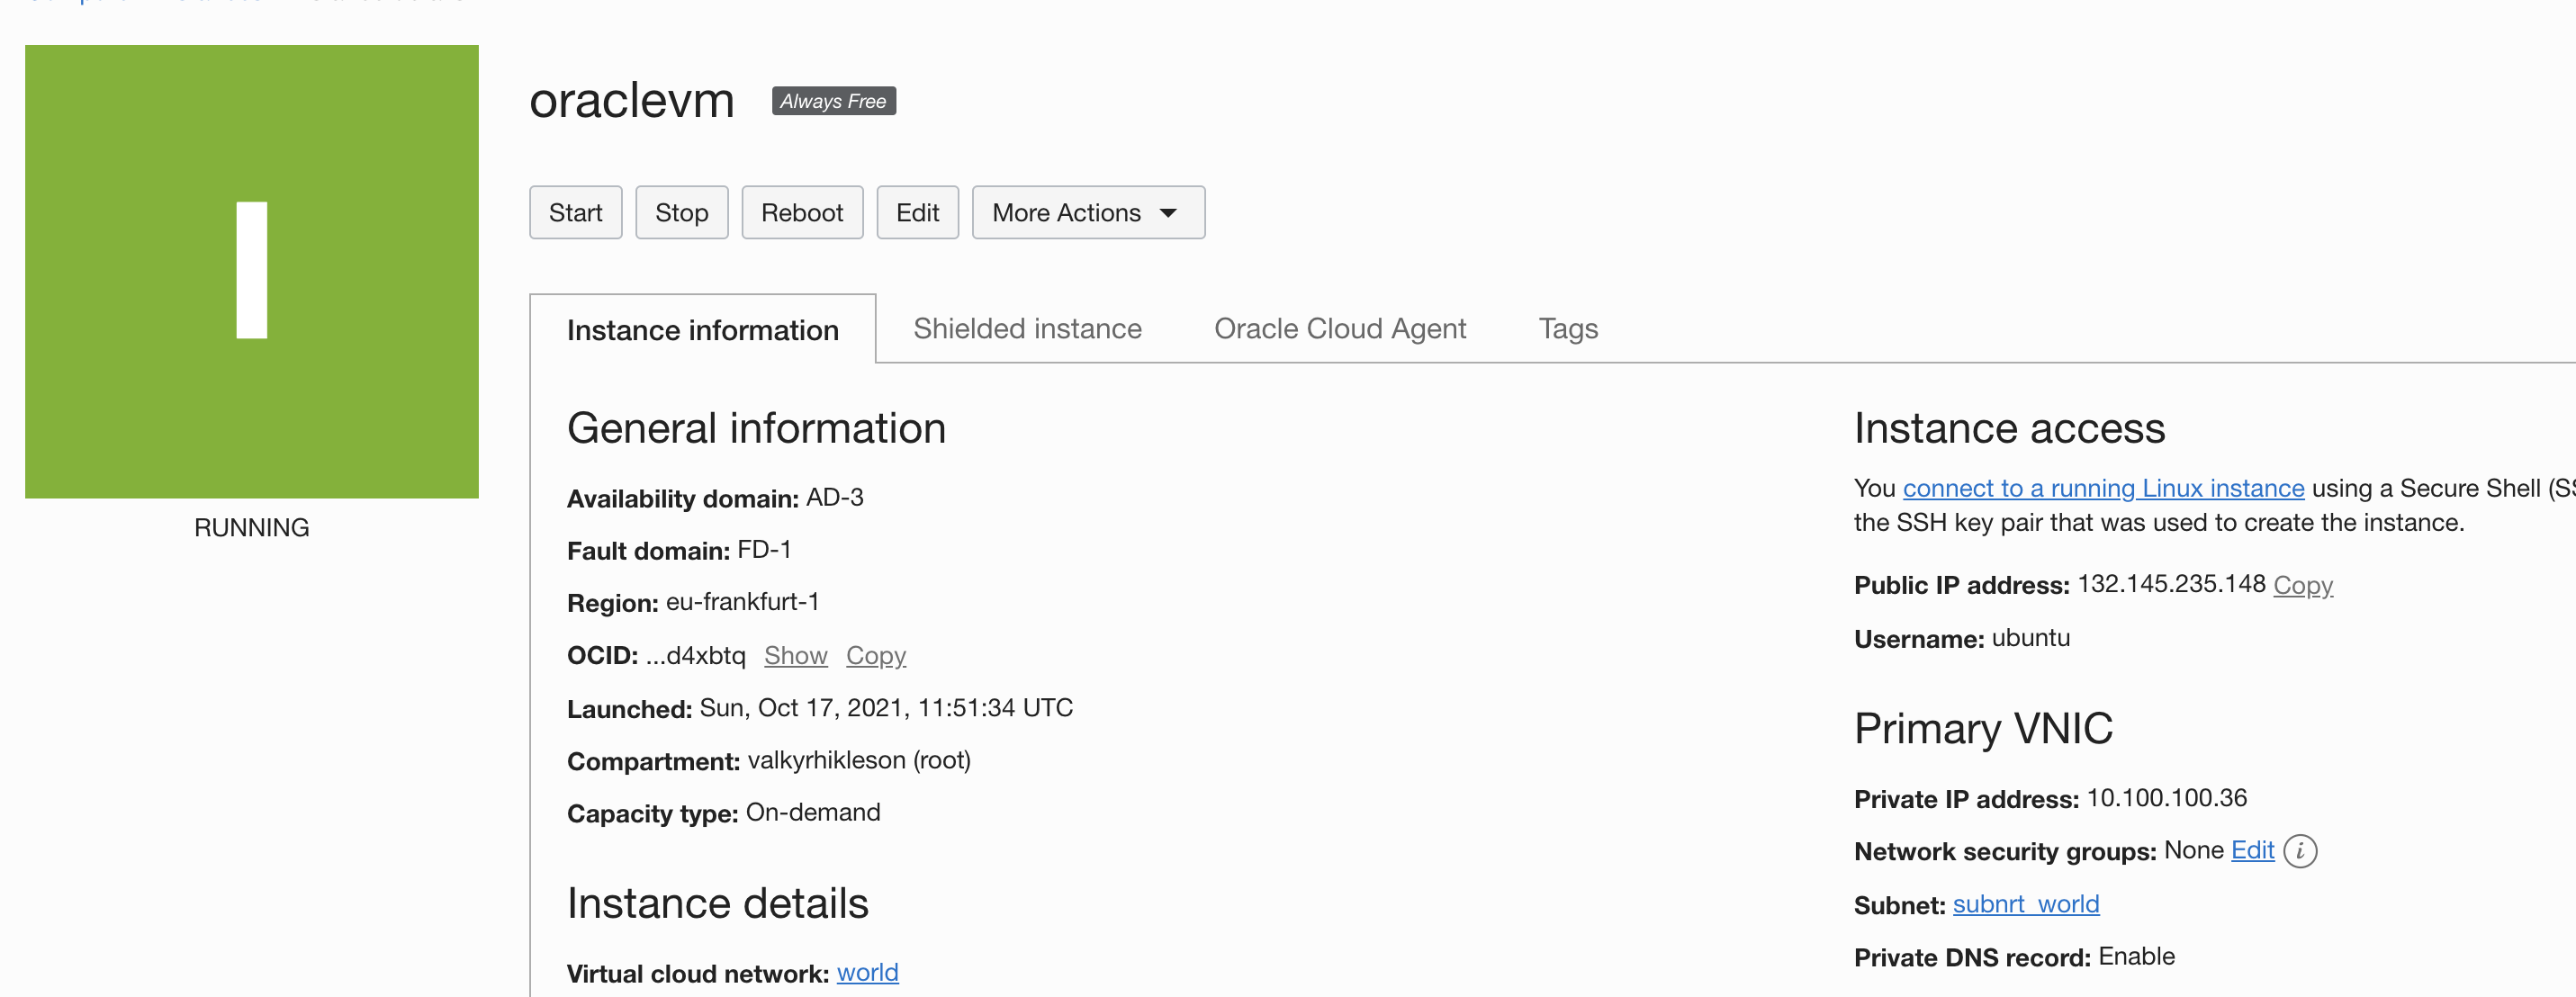 oraclevm Always Free
Start Stop Reboot Edit More Actions
I
RUNNING
Instance information Shielded instance Oracle Cloud Agent Tags
General information
Availability domain: AD-3
Fault domain: FD-1
Region: eu-frankfurt-1
OCID: ...d4xbtq Show Copy
Launched: Sun, Oct 17, 2021, 11:51:34 UTC
Compartment: valkyrhikleson (root)
Capacity type: On-demand
Instance details
Virtual cloud network: world
Instance access
You connect to a running Linux instance using a Secure Shell
the SSH key pair that was used to create the instance.
Public IP address: 132.145.235.148 Copy
Username: ubuntu
Primary VNIC
Private IP address: 10.100.100.36
Network security groups: None Edit i
Subnet: subnrt_world
Private DNS record: Enable